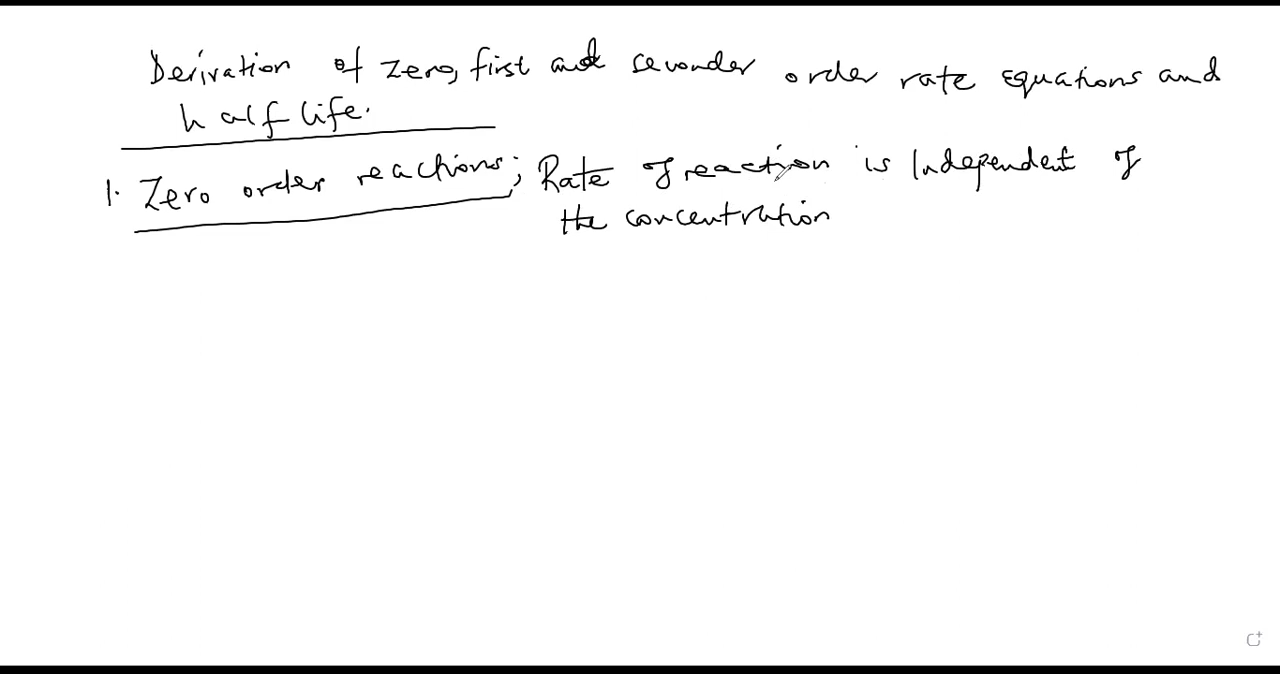 Derivation of zero, first and seconder order rate equations and
half life.
1. Zero order reactions; Rate of reaction is Independent of
the concentration